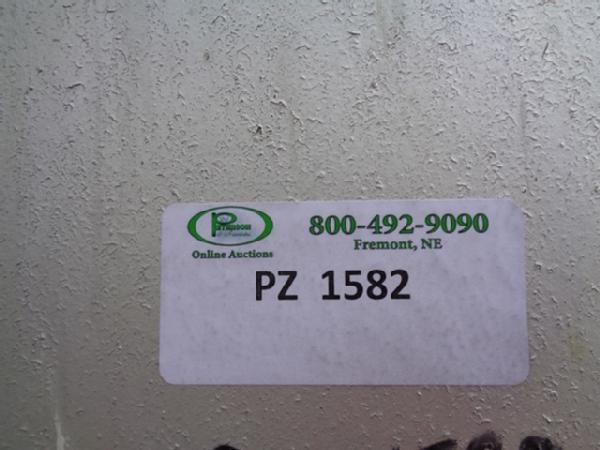 800-492-9090
Fremont, NE
Online Auctions
PZ 1582